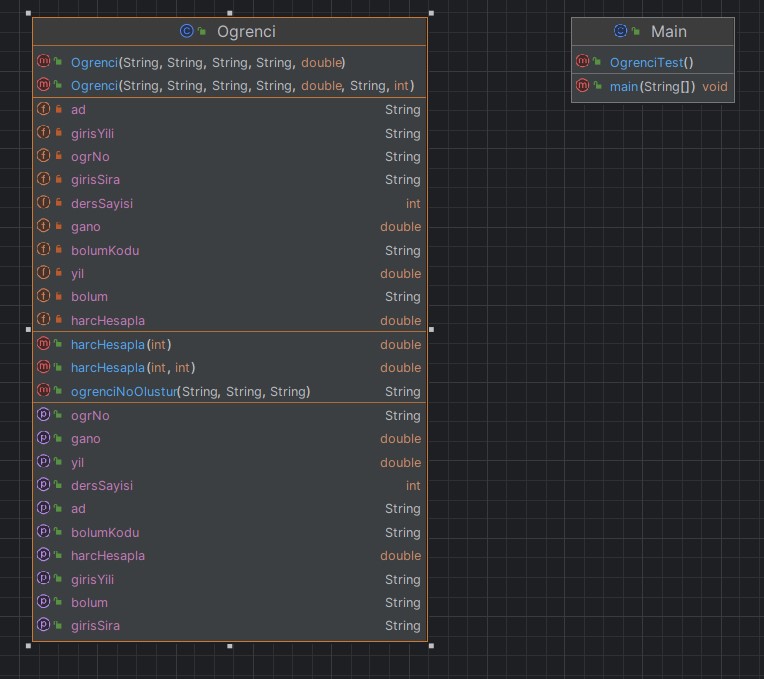 Ogrenci
Ogrenci(String, String, String, String, double)
Ogrenci(String, String, String, String, double, String, int)
ad String
girisYili String
ogrNo String
girisSira String
dersSayisi int
gano double
bolumKodu String
yil double
bolum String
harcHesapla double
harcHesapla(int) double
harcHesapla(int, int) double
ogrenciNoOlustur(String, String, String) String
ogrNo String
gano double
yil double
dersSayisi int
ad String
bolumKodu String
harcHesapla double
girisYili String
bolum String
girisSira String
Main
OgrenciTest()
main(String[]) void